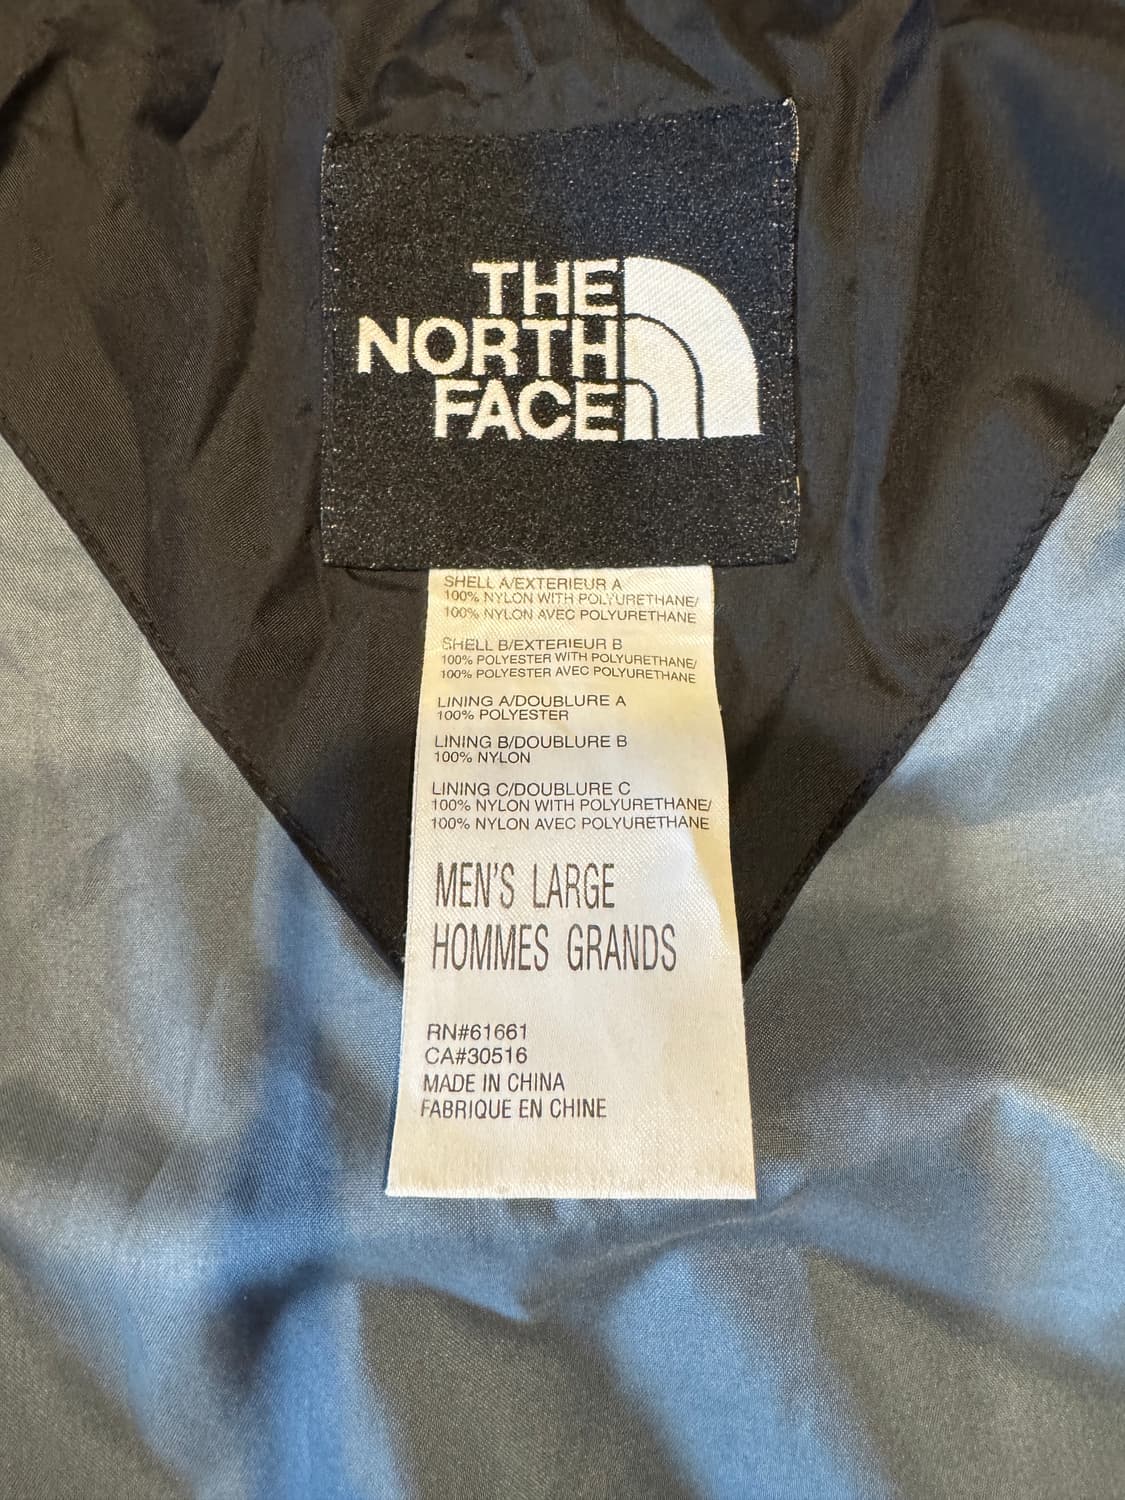 THE
NORTH
FACE
SHELL A/EXTERIEUR A
100% NYLON WITH POLYURETHANE/
100% NYLON AVEC POLYURETHANE
SHELL B/EXTERIEUR B
100% POLYESTER WITH POLYURETHANE/
100% POLYESTER AVEC POLYURETHANE
LINING A/DOUBLURE A
100% POLYESTER
LINING B/DOUBLURE B
100% NYLON
LINING C/DOUBLURE C
100% NYLON WITH POLYURETHANE/
100% NYLON AVEC POLYURETHANE
MEN'S LARGE
HOMMES GRANDS
RN#61661
CA#30516
MADE IN CHINA
FABRIQUE EN CHINE